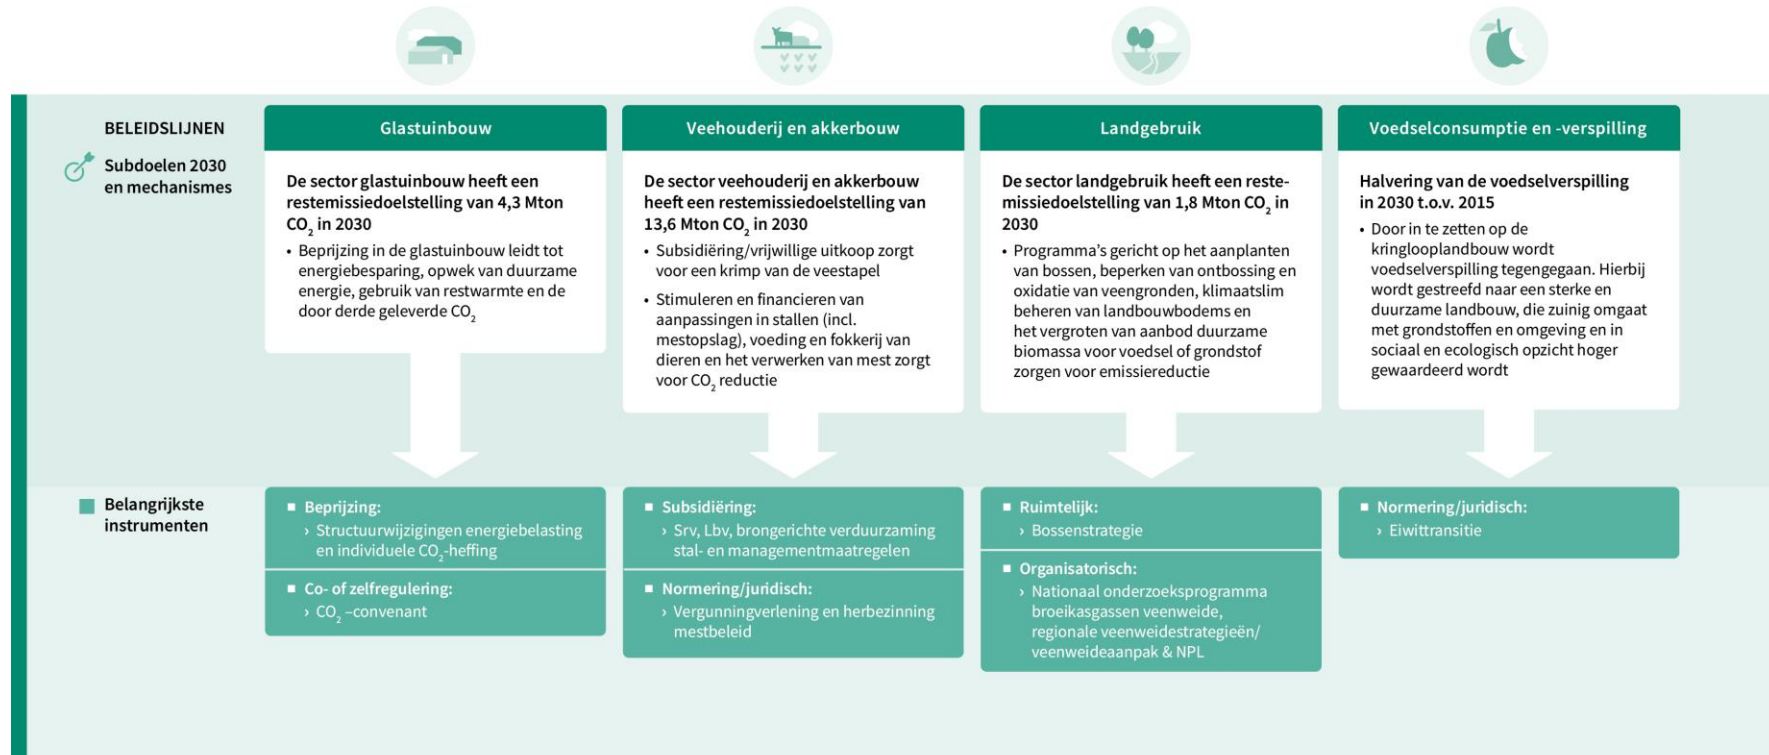 BELEIDSLIJNEN
Subdoelen 2030
en mechanismes
Glastuinbouw
De sector glastuinbouw heeft een
restemissiedoelstelling van 4,3 Mton
CO₂ in 2030
• Beprijzing in de glastuinbouw leidt tot
energiebesparing, opwek van duurzame
energie, gebruik van restwarmte en de
door derde geleverde CO₂
Veehouderij en akkerbouw
De sector veehouderij en akkerbouw
heeft een restemissiedoelstelling van
13,6 Mton CO₂ in 2030
• Subsidiëring/vrijwillige uitkoop zorgt
voor een krimp van de veestapel
• Stimuleren en financieren van
aanpassingen in stallen (incl.
mestopslag), voeding en fokkerij van
dieren en het verwerken van mest zorgt
voor CO₂ reductie
Landgebruik
De sector landgebruik heeft een reste-
missiedoelstelling van 1,8 Mton CO₂ in
2030
• Programma's gericht op het aanplanten
van bossen, beperken van ontbossing en
oxidatie van veengronden, klimaatslim
beheren van landbouwbodems en
het vergroten van aanbod duurzame
biomassa voor voedsel of grondstof
zorgen voor emissiereductie
Voedselconsumptie en -verspilling
Halvering van de voedselverspilling
in 2030 t.o.v. 2015
• Door in te zetten op de
kringlooplandbouw wordt
voedselverspilling tegengegaan. Hierbij
wordt gestreefd naar een sterke en
duurzame landbouw, die zuinig omgaat
met grondstoffen en omgeving en in
sociaal en ecologisch opzicht hoger
gewaardeerd wordt
Belangrijkste
instrumenten
■ Beprijzing:
› Structuurwijzigingen energiebelasting
en individuele CO₂-heffing
■ Co- of zelfregulering:
› CO₂ –convenant
■ Subsidiëring:
› Srv, Lbv, brongerichte verduurzaming
stal- en managementmaatregelen
■ Normering/juridisch:
› Vergunningverlening en herbezinning
mestbeleid
■ Ruimtelijk:
› Bossenstrategie
■ Organisatorisch:
› Nationaal onderzoeksprogramma
broeikasgassen veenweide,
regionale veenweidestrategieën/
veenweideaanpak & NPL
■ Normering/juridisch:
› Eiwittransitie